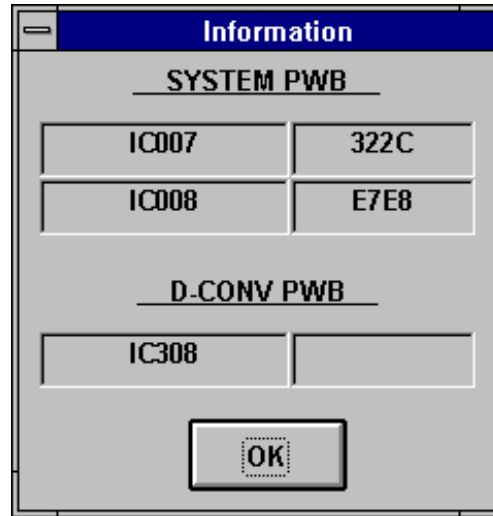 Information
SYSTEM PWB
IC007 322C
IC008 E7E8
D-CONV PWB
IC308
OK